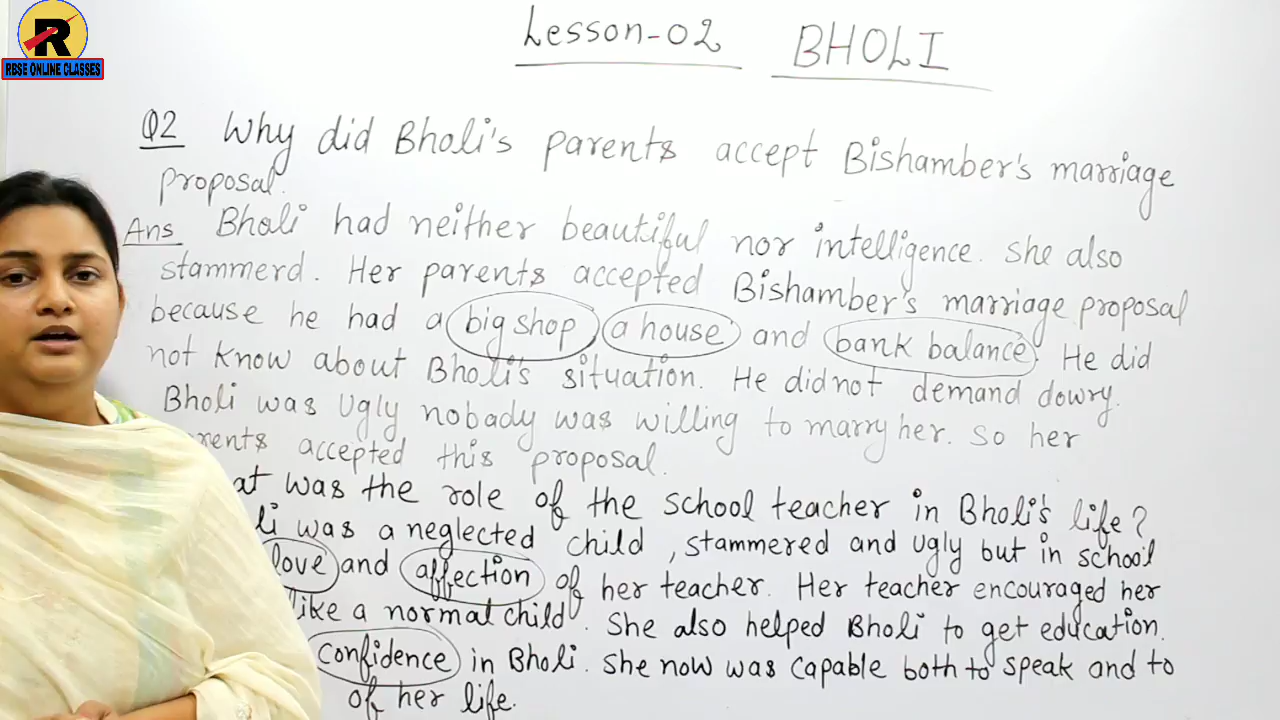 R
RBSE ONLINE CLASSES
Lesson-02 BHOLI
Q2 Why did Bholi's parents accept Bishamber's marriage
proposal.
Ans Bholi had neither beautiful nor intelligence. She also
stammerd. Her parents accepted Bishamber's marriage proposal
because he had a big shop a house and bank balance. He did
not know about Bholi's situation. He did not demand dowry.
Bholi was ugly nobody was willing to marry her. So her
rents accepted this proposal.
at was the role of the school teacher in Bholi's life?
li was a neglected child, stammered and ugly but in school
love and affection of her teacher. Her teacher encouraged her
like a normal child. She also helped Bholi to get education.
confidence in Bholi. She now was capable both to speak and to
of her life.